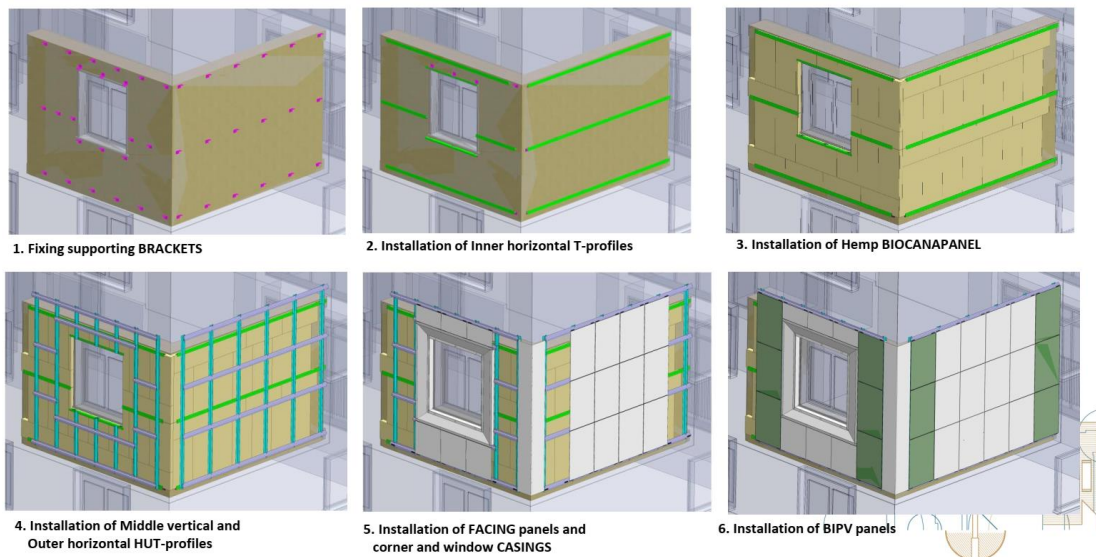 1. Fixing supporting BRACKETS
2. Installation of Inner horizontal T-profiles
3. Installation of Hemp BIOCANAPANEL
4. Installation of Middle vertical and
Outer horizontal HUT-profiles
5. Installation of FACING panels and
corner and window CASINGS
6. Installation of BIPV panels